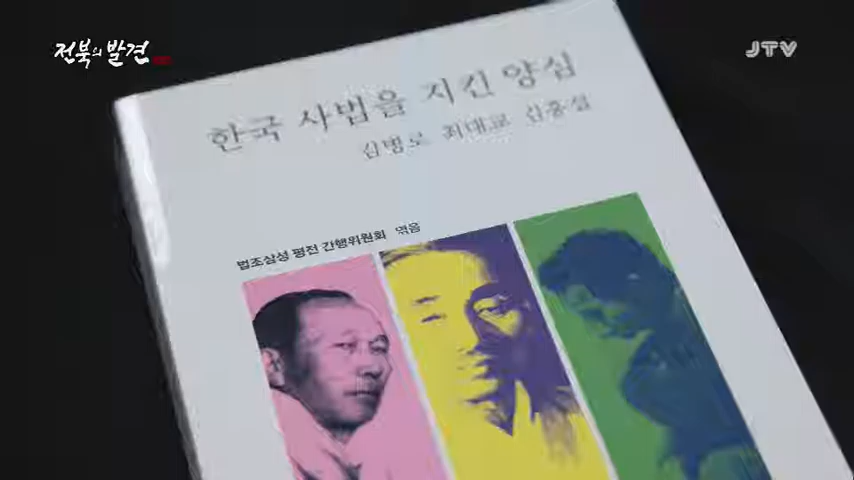 전북의 발견
JTV
한국 사법을 지킨 양심
김병로 최대교 김홍섭
법조삼성 평전 간행위원회 엮음